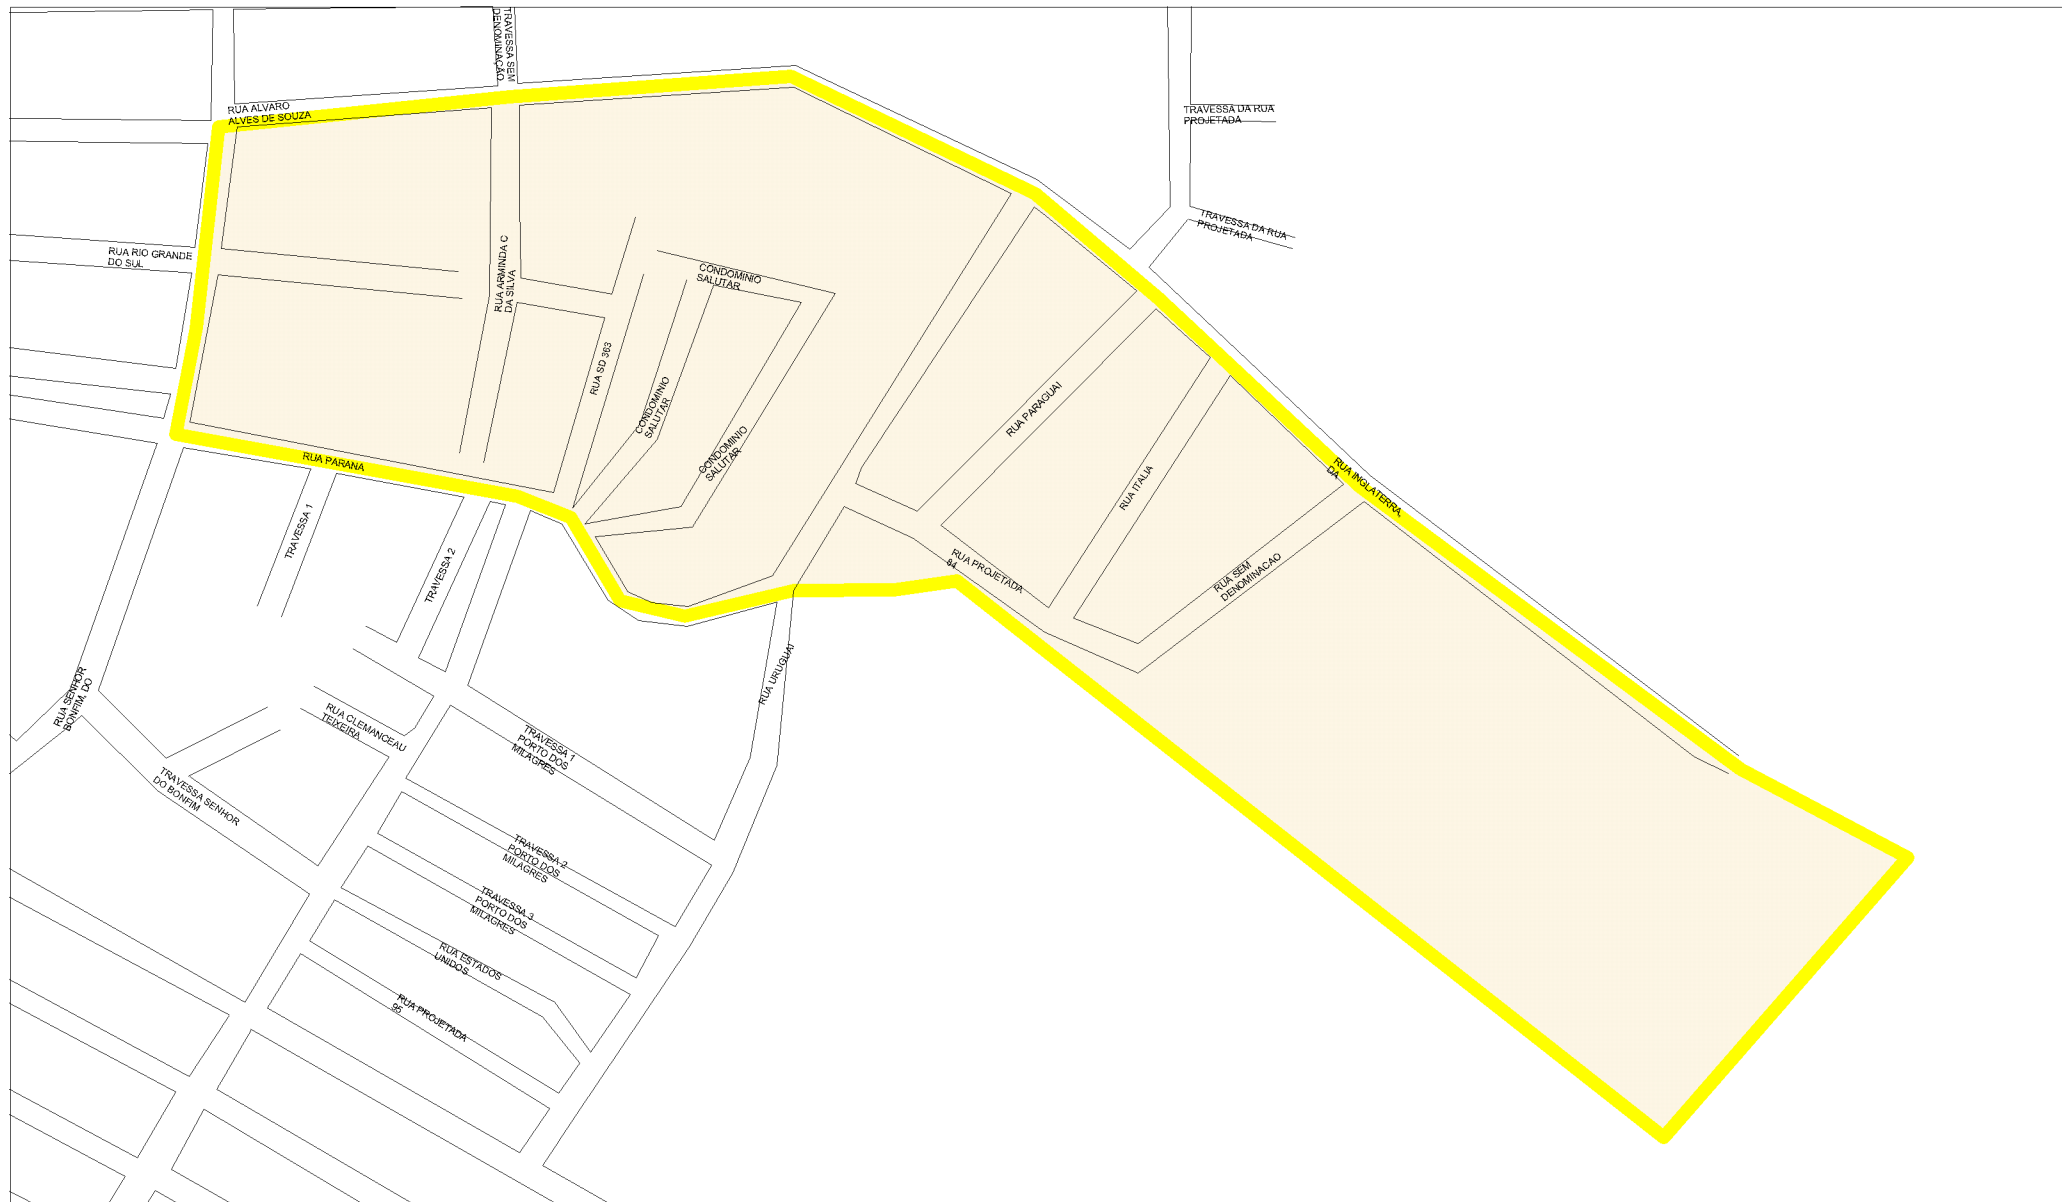 TRAVESSA SEM
DENOMINAÇÃO
RUA ALVARO
ALVES DE SOUZA
TRAVESSA DA RUA
PROJETADA
TRAVESSA DA RUA
PROJETADA
RUA RIO GRANDE
DO SUL
RUA ARMINDA C
DA SILVA
CONDOMINIO
SALUTAR
RUA SD 363
CONDOMINIO
SALUTAR
CONDOMINIO
SALUTAR
RUA PARAGUAI
RUA ITALIA
RUA INGLATERRA,
DA
RUA PARANA
TRAVESSA 1
TRAVESSA 2
RUA PROJETADA
84
RUA SEM
DENOMINACAO
RUA URUGUAI
RUA SENHOR
BONFIM, DO
RUA CLEMANCEAU
TEIXEIRA
TRAVESSA 1
PORTO DOS
MILAGRES
TRAVESSA SENHOR
DO BONFIM
TRAVESSA 2
PORTO DOS
MILAGRES
TRAVESSA 3
PORTO DOS
MILAGRES
RUA ESTADOS
UNIDOS
RUA PROJETADA
95